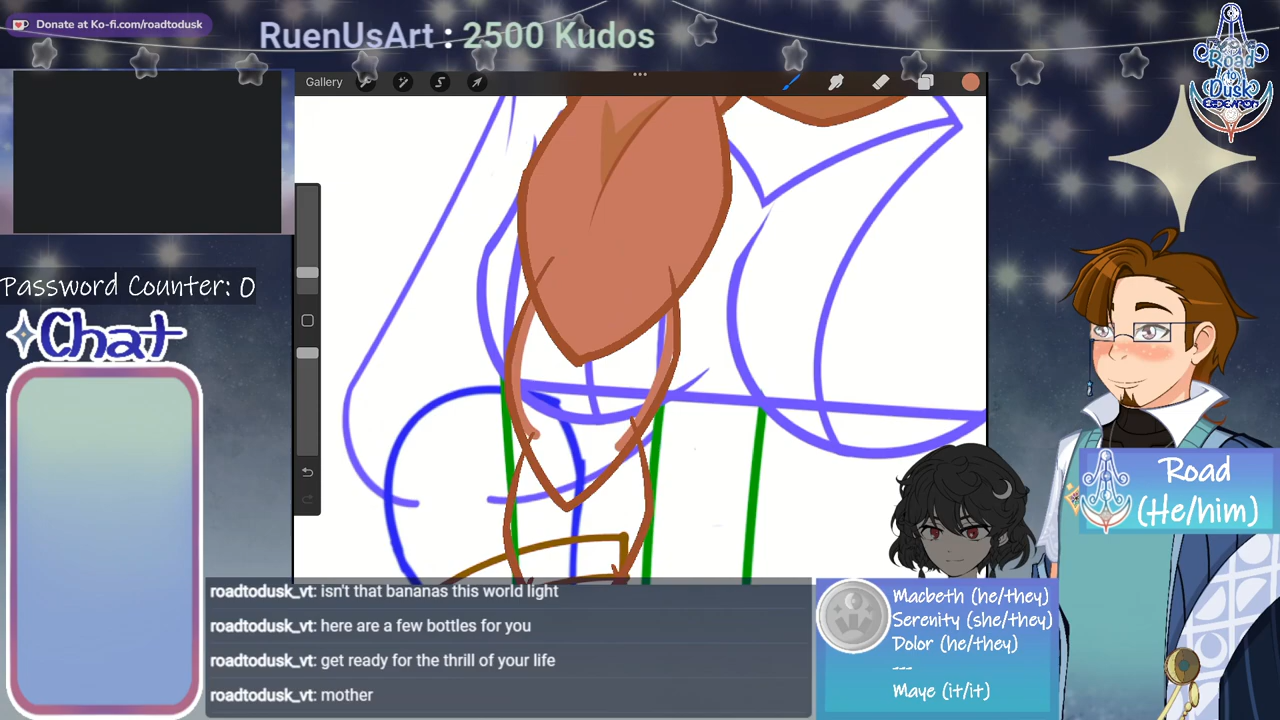 Donate at Ko-fi.com/roadtodusk
RuenUsArt : 2500 Kudos
Road
to
Dusk
Gallery
Password Counter: 0
Chat
Road
(He/him)
roadtodusk_vt: isn't that bananas this world light
roadtodusk_vt: here are a few bottles for you
roadtodusk_vt: get ready for the thrill of your life
roadtodusk_vt: mother
Macbeth (he/they)
Serenity (she/they)
Dolor (he/they)
---
Maye (it/it)